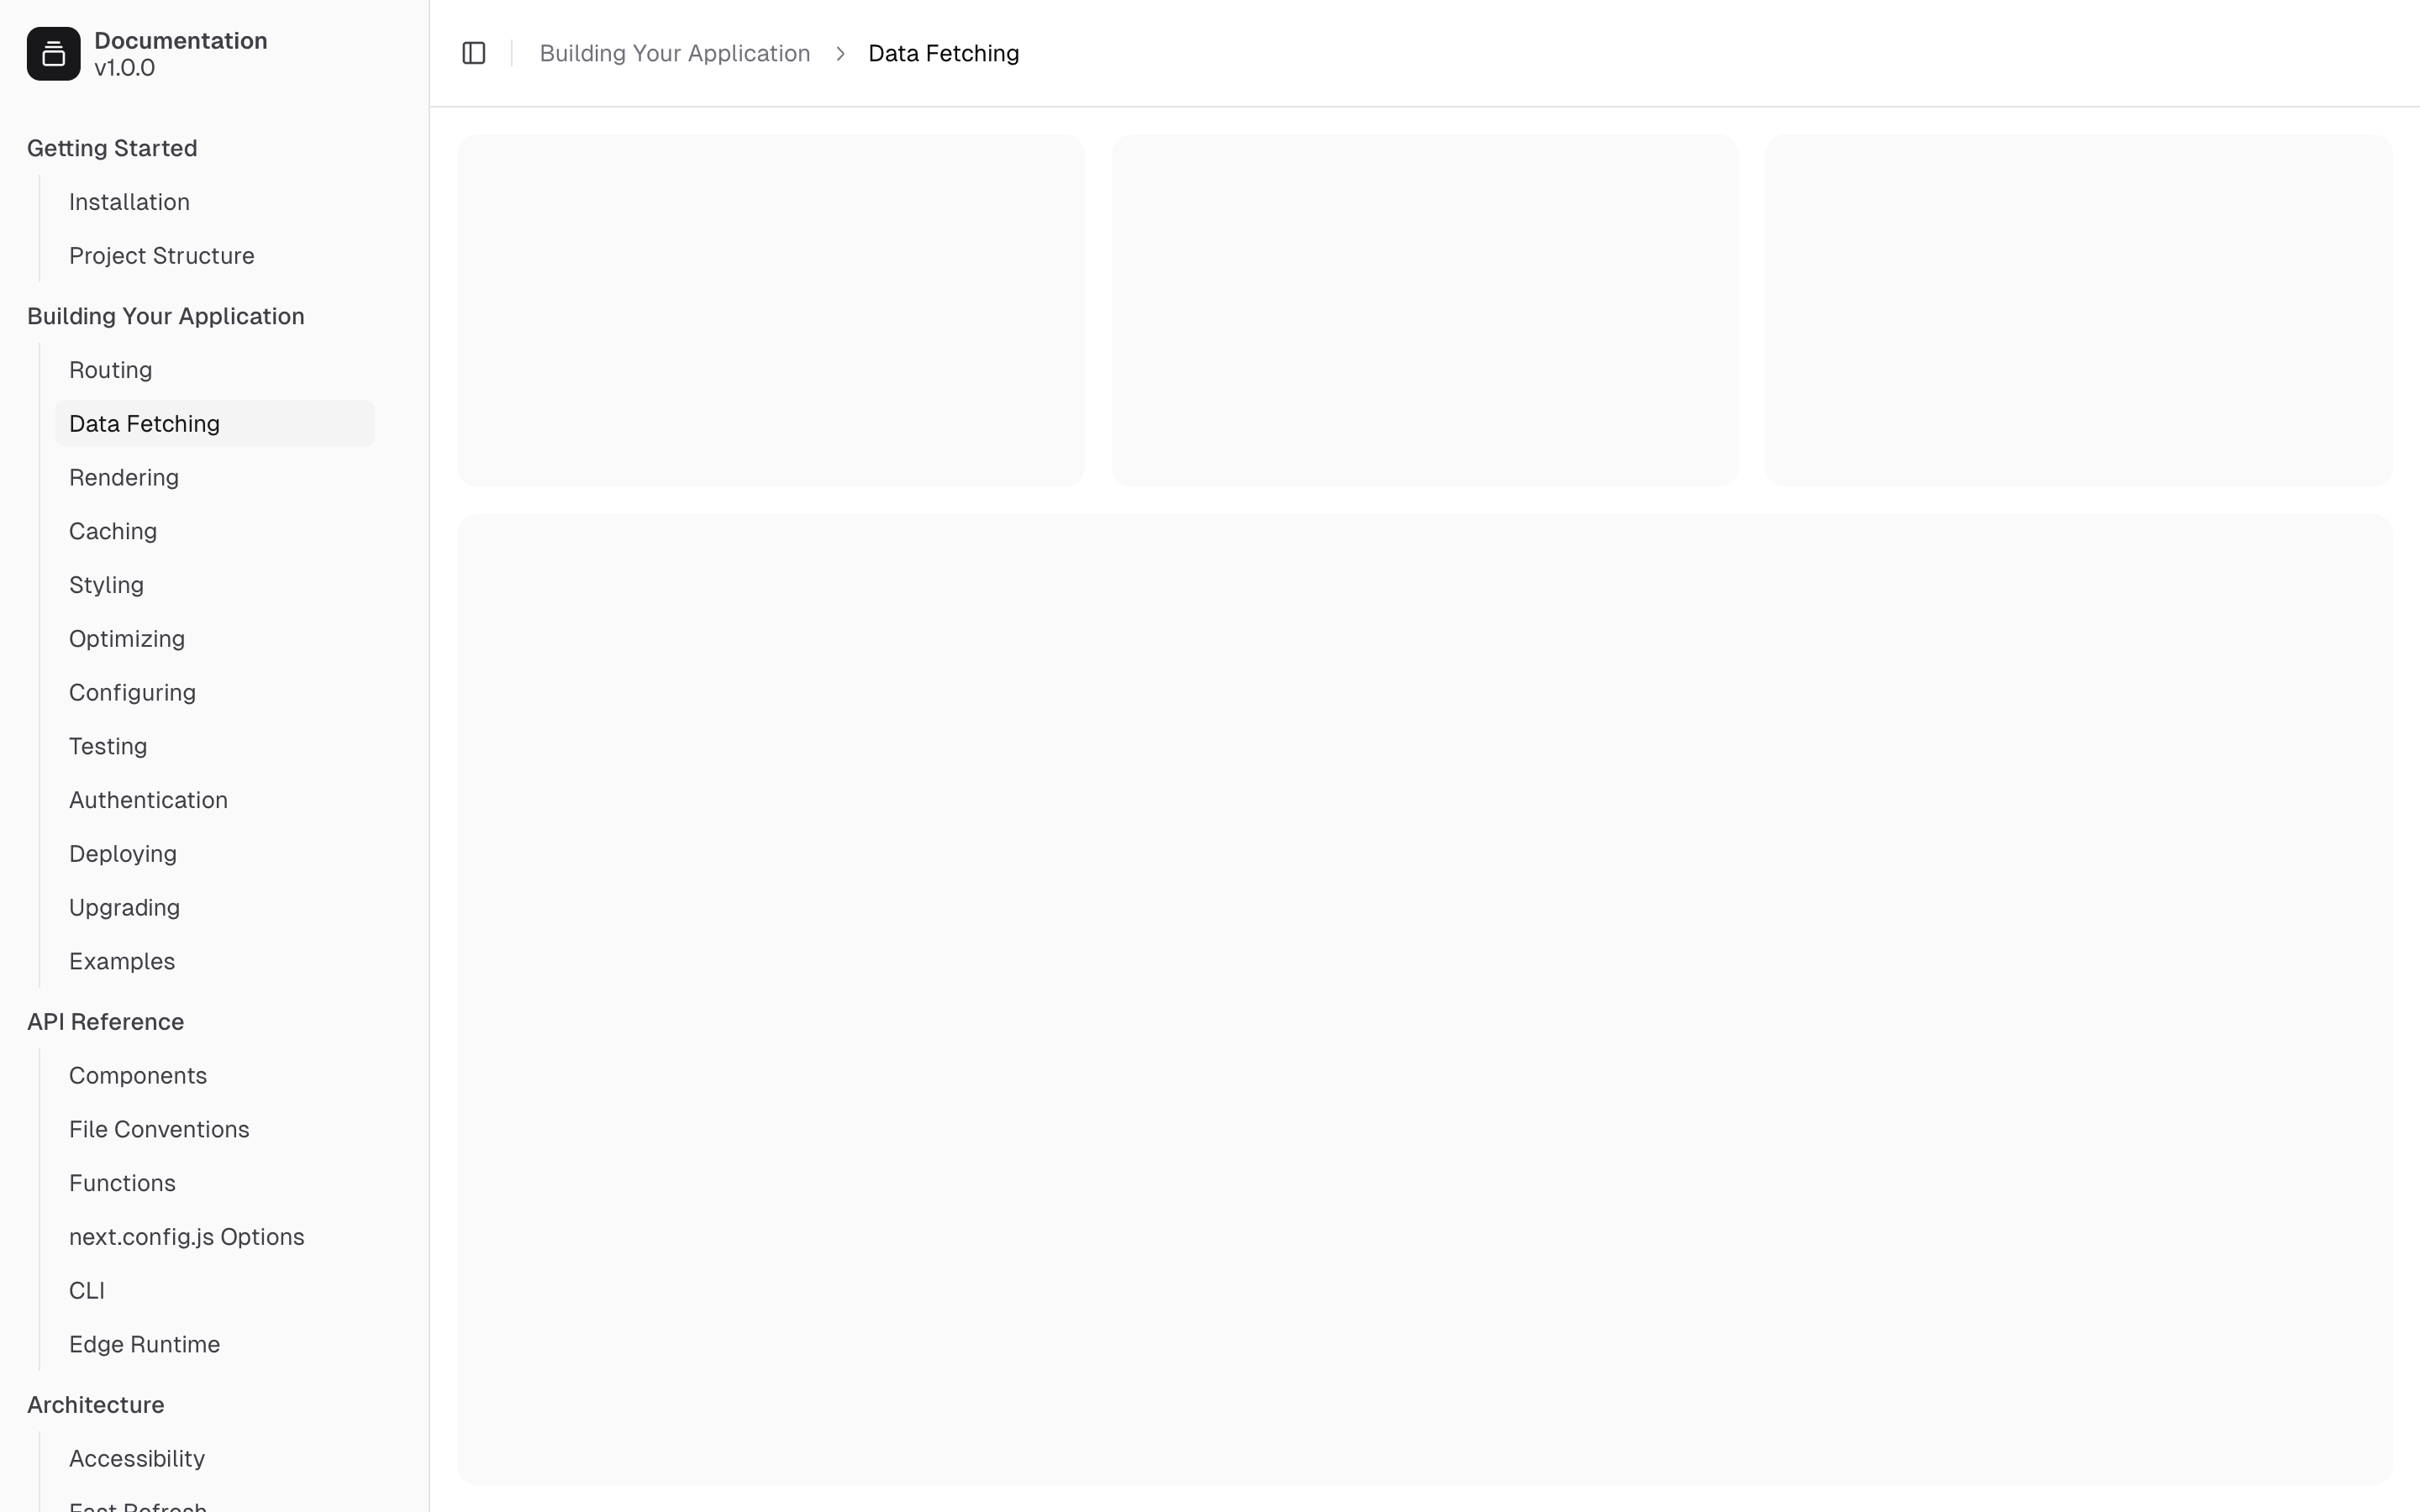 Documentation
v1.0.0
Getting Started
Installation
Project Structure
Building Your Application
Routing
Data Fetching
Rendering
Caching
Styling
Optimizing
Configuring
Testing
Authentication
Deploying
Upgrading
Examples
API Reference
Components
File Conventions
Functions
next.config.js Options
CLI
Edge Runtime
Architecture
Accessibility
Fast Refresh
Building Your Application
Data Fetching